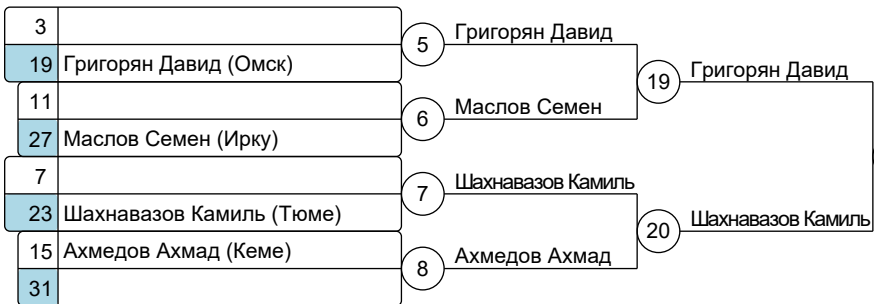 3
19 Григорян Давид (Омск)
11
27 Маслов Семен (Ирку)
7
23 Шахнавазов Камиль (Тюме)
15 Ахмедов Ахмад (Кеме)
31
5 Григорян Давид
6 Маслов Семен
7 Шахнавазов Камиль
8 Ахмедов Ахмад
19 Григорян Давид
20 Шахнавазов Камиль